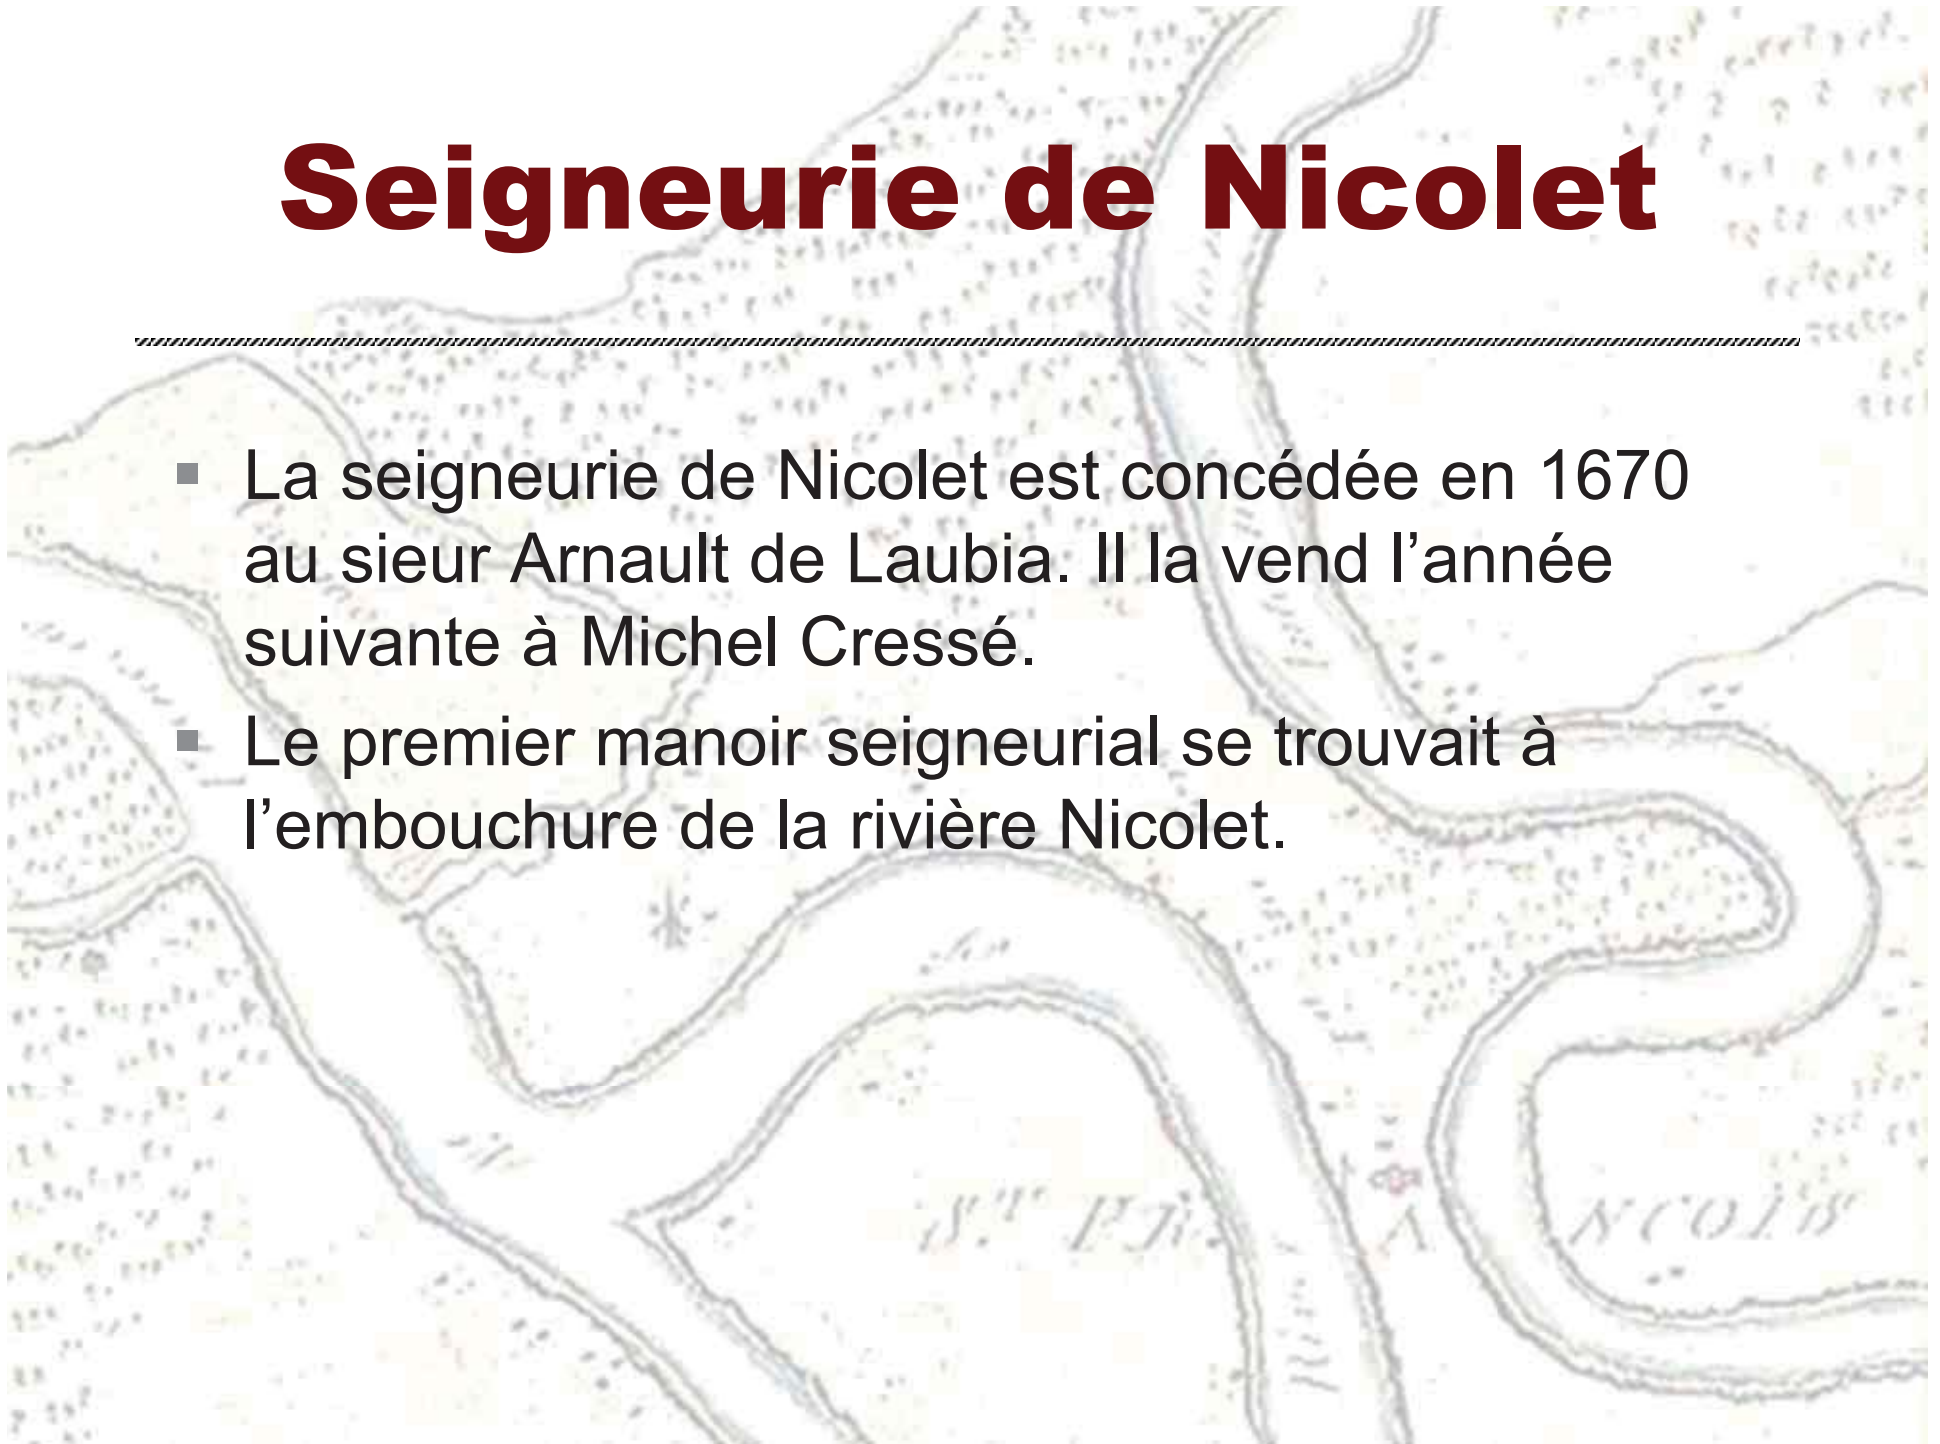 Seigneurie de Nicolet
▪ La seigneurie de Nicolet est concédée en 1670
au sieur Arnault de Laubia. Il la vend l’année
suivante à Michel Cressé.
▪ Le premier manoir seigneurial se trouvait à
l’embouchure de la rivière Nicolet.